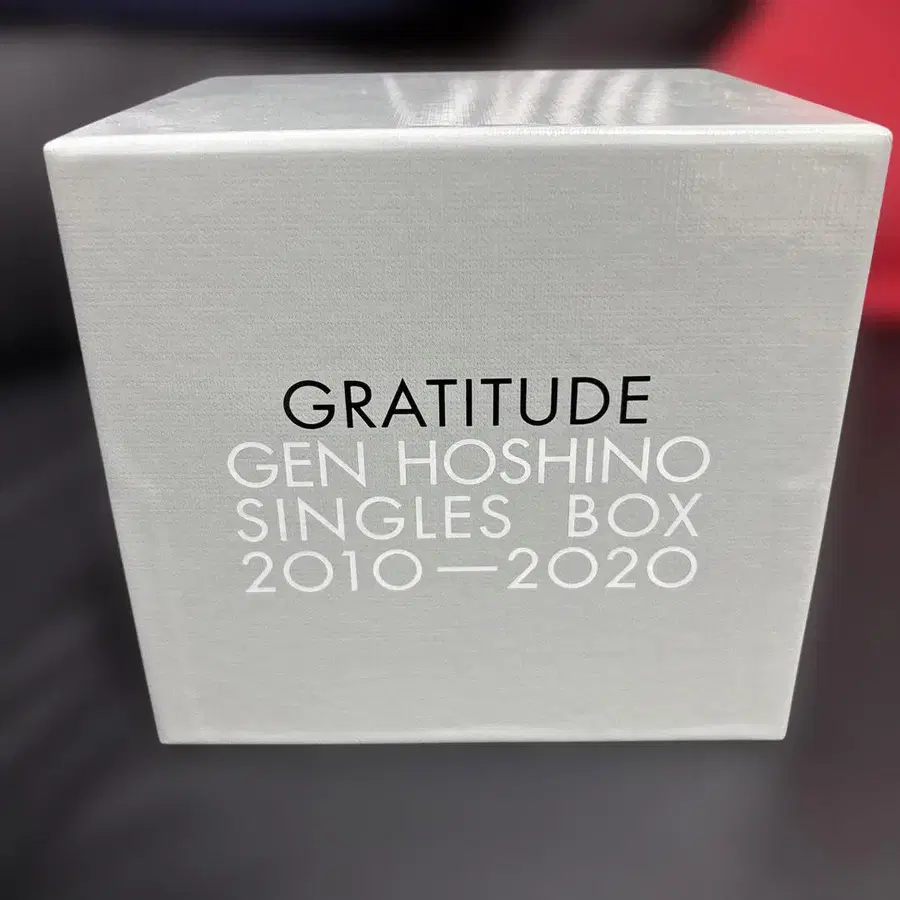 GRATITUDE
GEN HOSHINO
SINGLES BOX
2010—2020